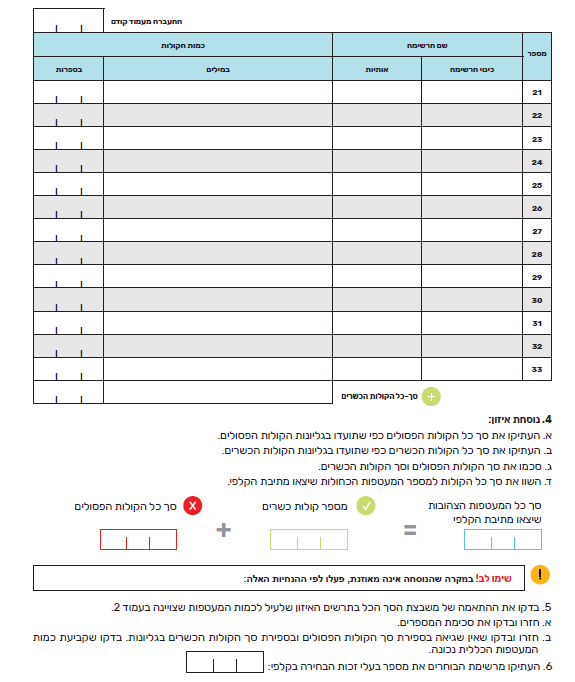 ההעברה מעמוד קודם
מספר שם הרשימה כמות הקולות
כינוי הרשימה אותיות במילים בספרות
21
22
23
24
25
26
27
28
29
30
31
32
33
סך-כל הקולות הכשרים
4. נוסחת איזון:
א. העתיקו את סך כל הקולות הפסולים כפי שתועדו בגליונות הקולות הפסולים.
ב. העתיקו את סך כל הקולות הכשרים כפי שתועדו בגליונות הקולות הכשרים.
ג. סכמו את סך הקולות הפסולים וסך הקולות הכשרים.
ד. השוו את סך כל הקולות למספר המעטפות הכחולות שיצאו מתיבת הקלפי.
סך כל המעטפות הצהובות
שיצאו מתיבת הקלפי
=
מספר קולות כשרים
+
סך כל הקולות הפסולים
שימו לב! במקרה שהנוסחה אינה מאוזנת, פעלו לפי ההנחיות האלה:
5. בדקו את ההתאמה של משבצת הסך הכל בתרשים האיזון שלעיל לכמות המעטפות שצויינה בעמוד 2.
א. חזרו ובדקו את סכימת המספרים.
ב. חזרו ובדקו שאין שגיאה בספירת סך הקולות הפסולים ובספירת סך הקולות הכשרים בגליונות. בדקו שקביעת כמות
המעטפות הכללית נכונה.
6. העתיקו מרשימת הבוחרים את מספר בעלי זכות הבחירה בקלפי: